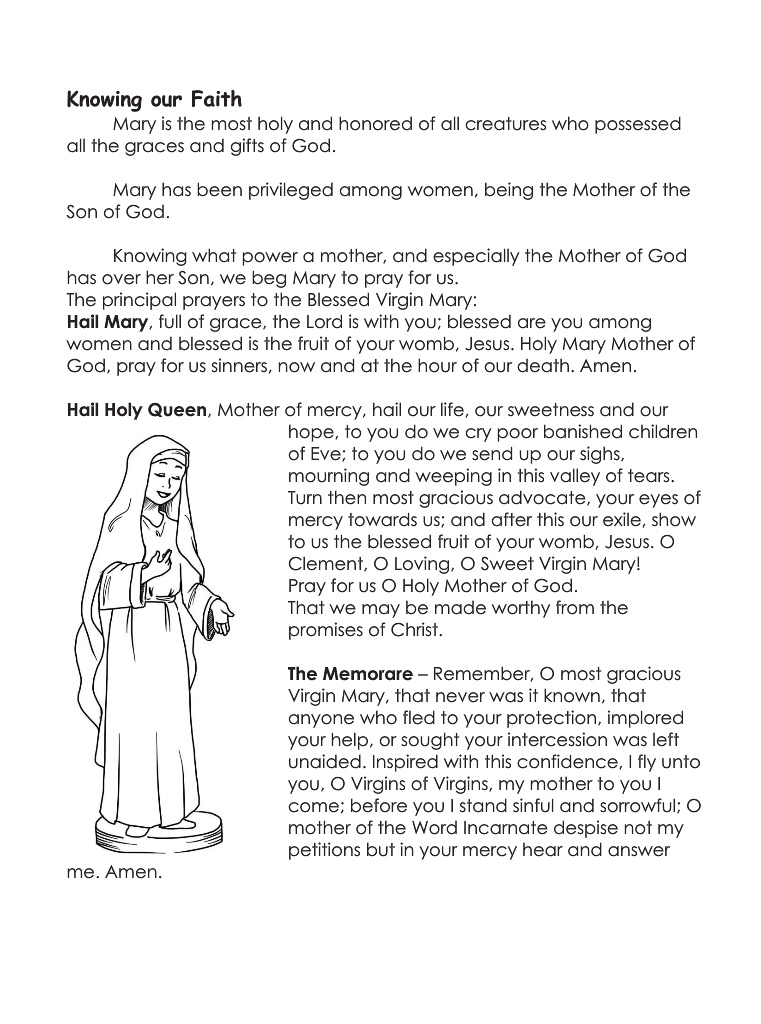 Knowing our Faith
Mary is the most holy and honored of all creatures who possessed
all the graces and gifts of God.
Mary has been privileged among women, being the Mother of the
Son of God.
Knowing what power a mother, and especially the Mother of God
has over her Son, we beg Mary to pray for us.
The principal prayers to the Blessed Virgin Mary:
Hail Mary, full of grace, the Lord is with you; blessed are you among
women and blessed is the fruit of your womb, Jesus. Holy Mary Mother of
God, pray for us sinners, now and at the hour of our death. Amen.
Hail Holy Queen, Mother of mercy, hail our life, our sweetness and our
hope, to you do we cry poor banished children
of Eve; to you do we send up our sighs,
mourning and weeping in this valley of tears.
Turn then most gracious advocate, your eyes of
mercy towards us; and after this our exile, show
to us the blessed fruit of your womb, Jesus. O
Clement, O Loving, O Sweet Virgin Mary!
Pray for us O Holy Mother of God.
That we may be made worthy from the
promises of Christ.
The Memorare – Remember, O most gracious
Virgin Mary, that never was it known, that
anyone who fled to your protection, implored
your help, or sought your intercession was left
unaided. Inspired with this confidence, I fly unto
you, O Virgins of Virgins, my mother to you I
come; before you I stand sinful and sorrowful; O
mother of the Word Incarnate despise not my
petitions but in your mercy hear and answer
me. Amen.